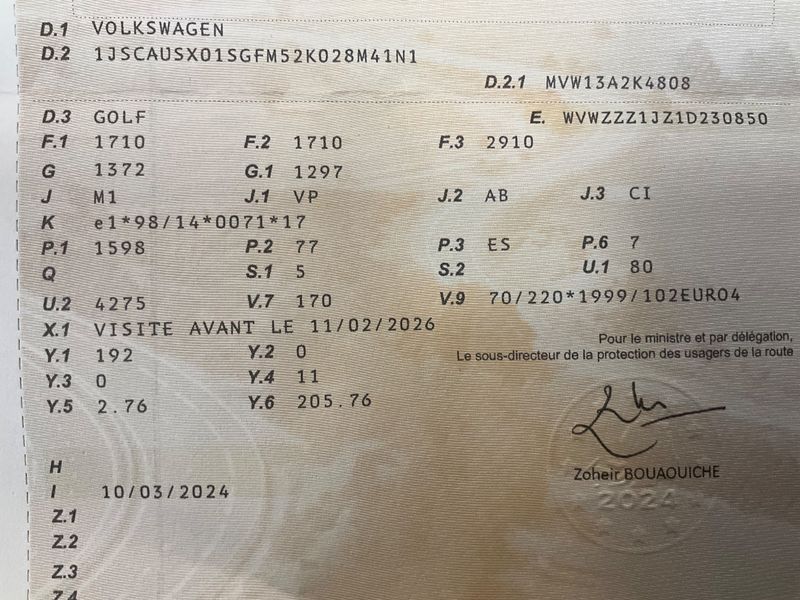 D.1 VOLKSWAGEN
D.2 1JSCAUSX01SGFM52K028M41N1
D.2.1 MVW13A2K4808
D.3 GOLF E. WVWZZZ1JZ1D230850
F.1 1710 F.2 1710 F.3 2910
G 1372 G.1 1297
J M1 J.1 VP J.2 AB J.3 CI
K e1*98/14*0071*17
P.1 1598 P.2 77 P.3 ES P.6 7
Q S.1 5 S.2 U.1 80
U.2 4275 V.7 170 V.9 70/220*1999/102EURO4
X.1 VISITE AVANT LE 11/02/2026
Pour le ministre et par délégation,
Y.1 192 Y.2 0
Le sous-directeur de la protection des usagers de la route
Y.3 0 Y.4 11
Y.5 2.76 Y.6 205.76
H
Zoheir BOUAOUICHE
I 10/03/2024
2024
Z.1
Z.2
Z.3
Z.4